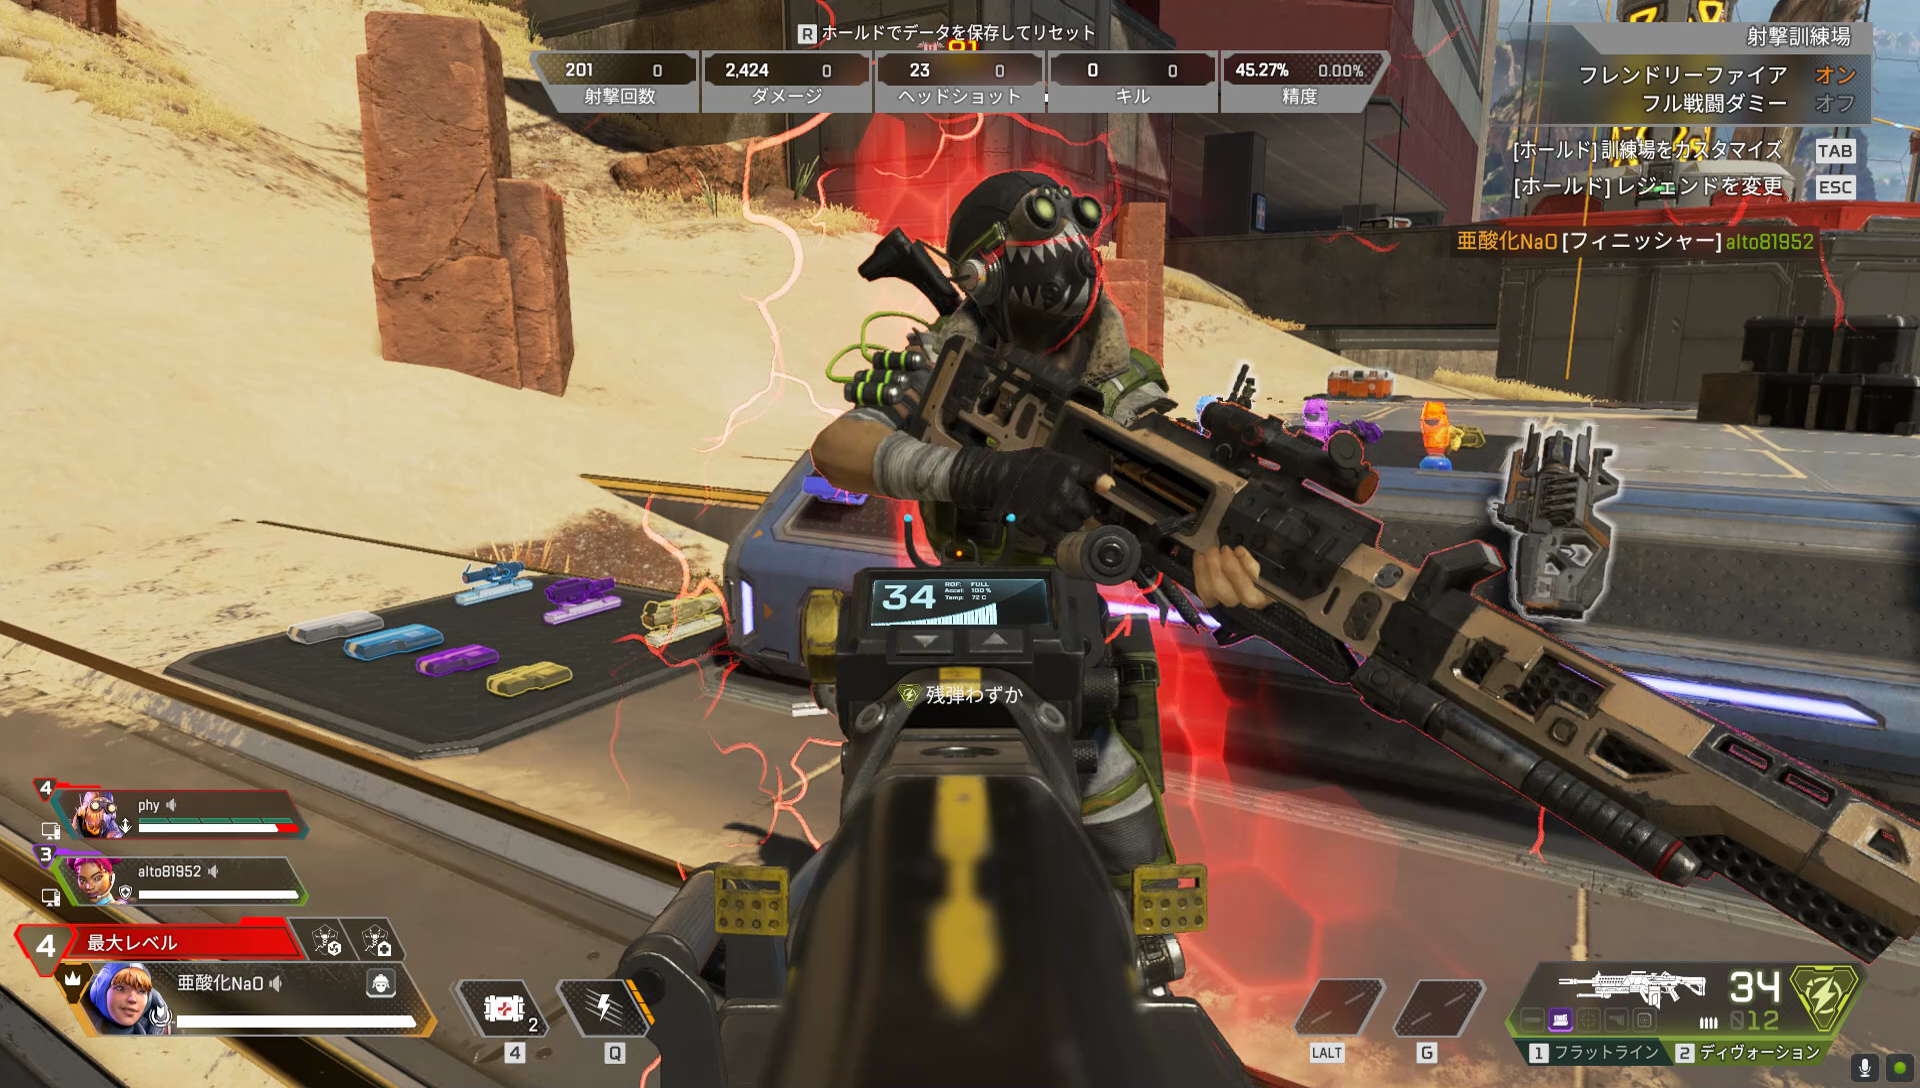 R ホールドでデータを保存してリセット
91
201 0
射撃回数
2,424 0
ダメージ
23 0
ヘッドショット
0 0
キル
45.27% 0.00%
精度
射撃訓練場
フレンドリーファイア オン
フル戦闘ダミー オフ
[ホールド]訓練場をカスタマイズ TAB
[ホールド]レジェンドを変更 ESC
亜酸化NaO[フィニッシャー]alto81952
34
ROF: FULL
Accel: 100 %
Temp: 72 C
残弾わずか
4
phy
3
alto81952
4 最大レベル
亜酸化NaO
2
4
Q
LALT
G
34
012
1 フラットライン
2 ディヴォーション